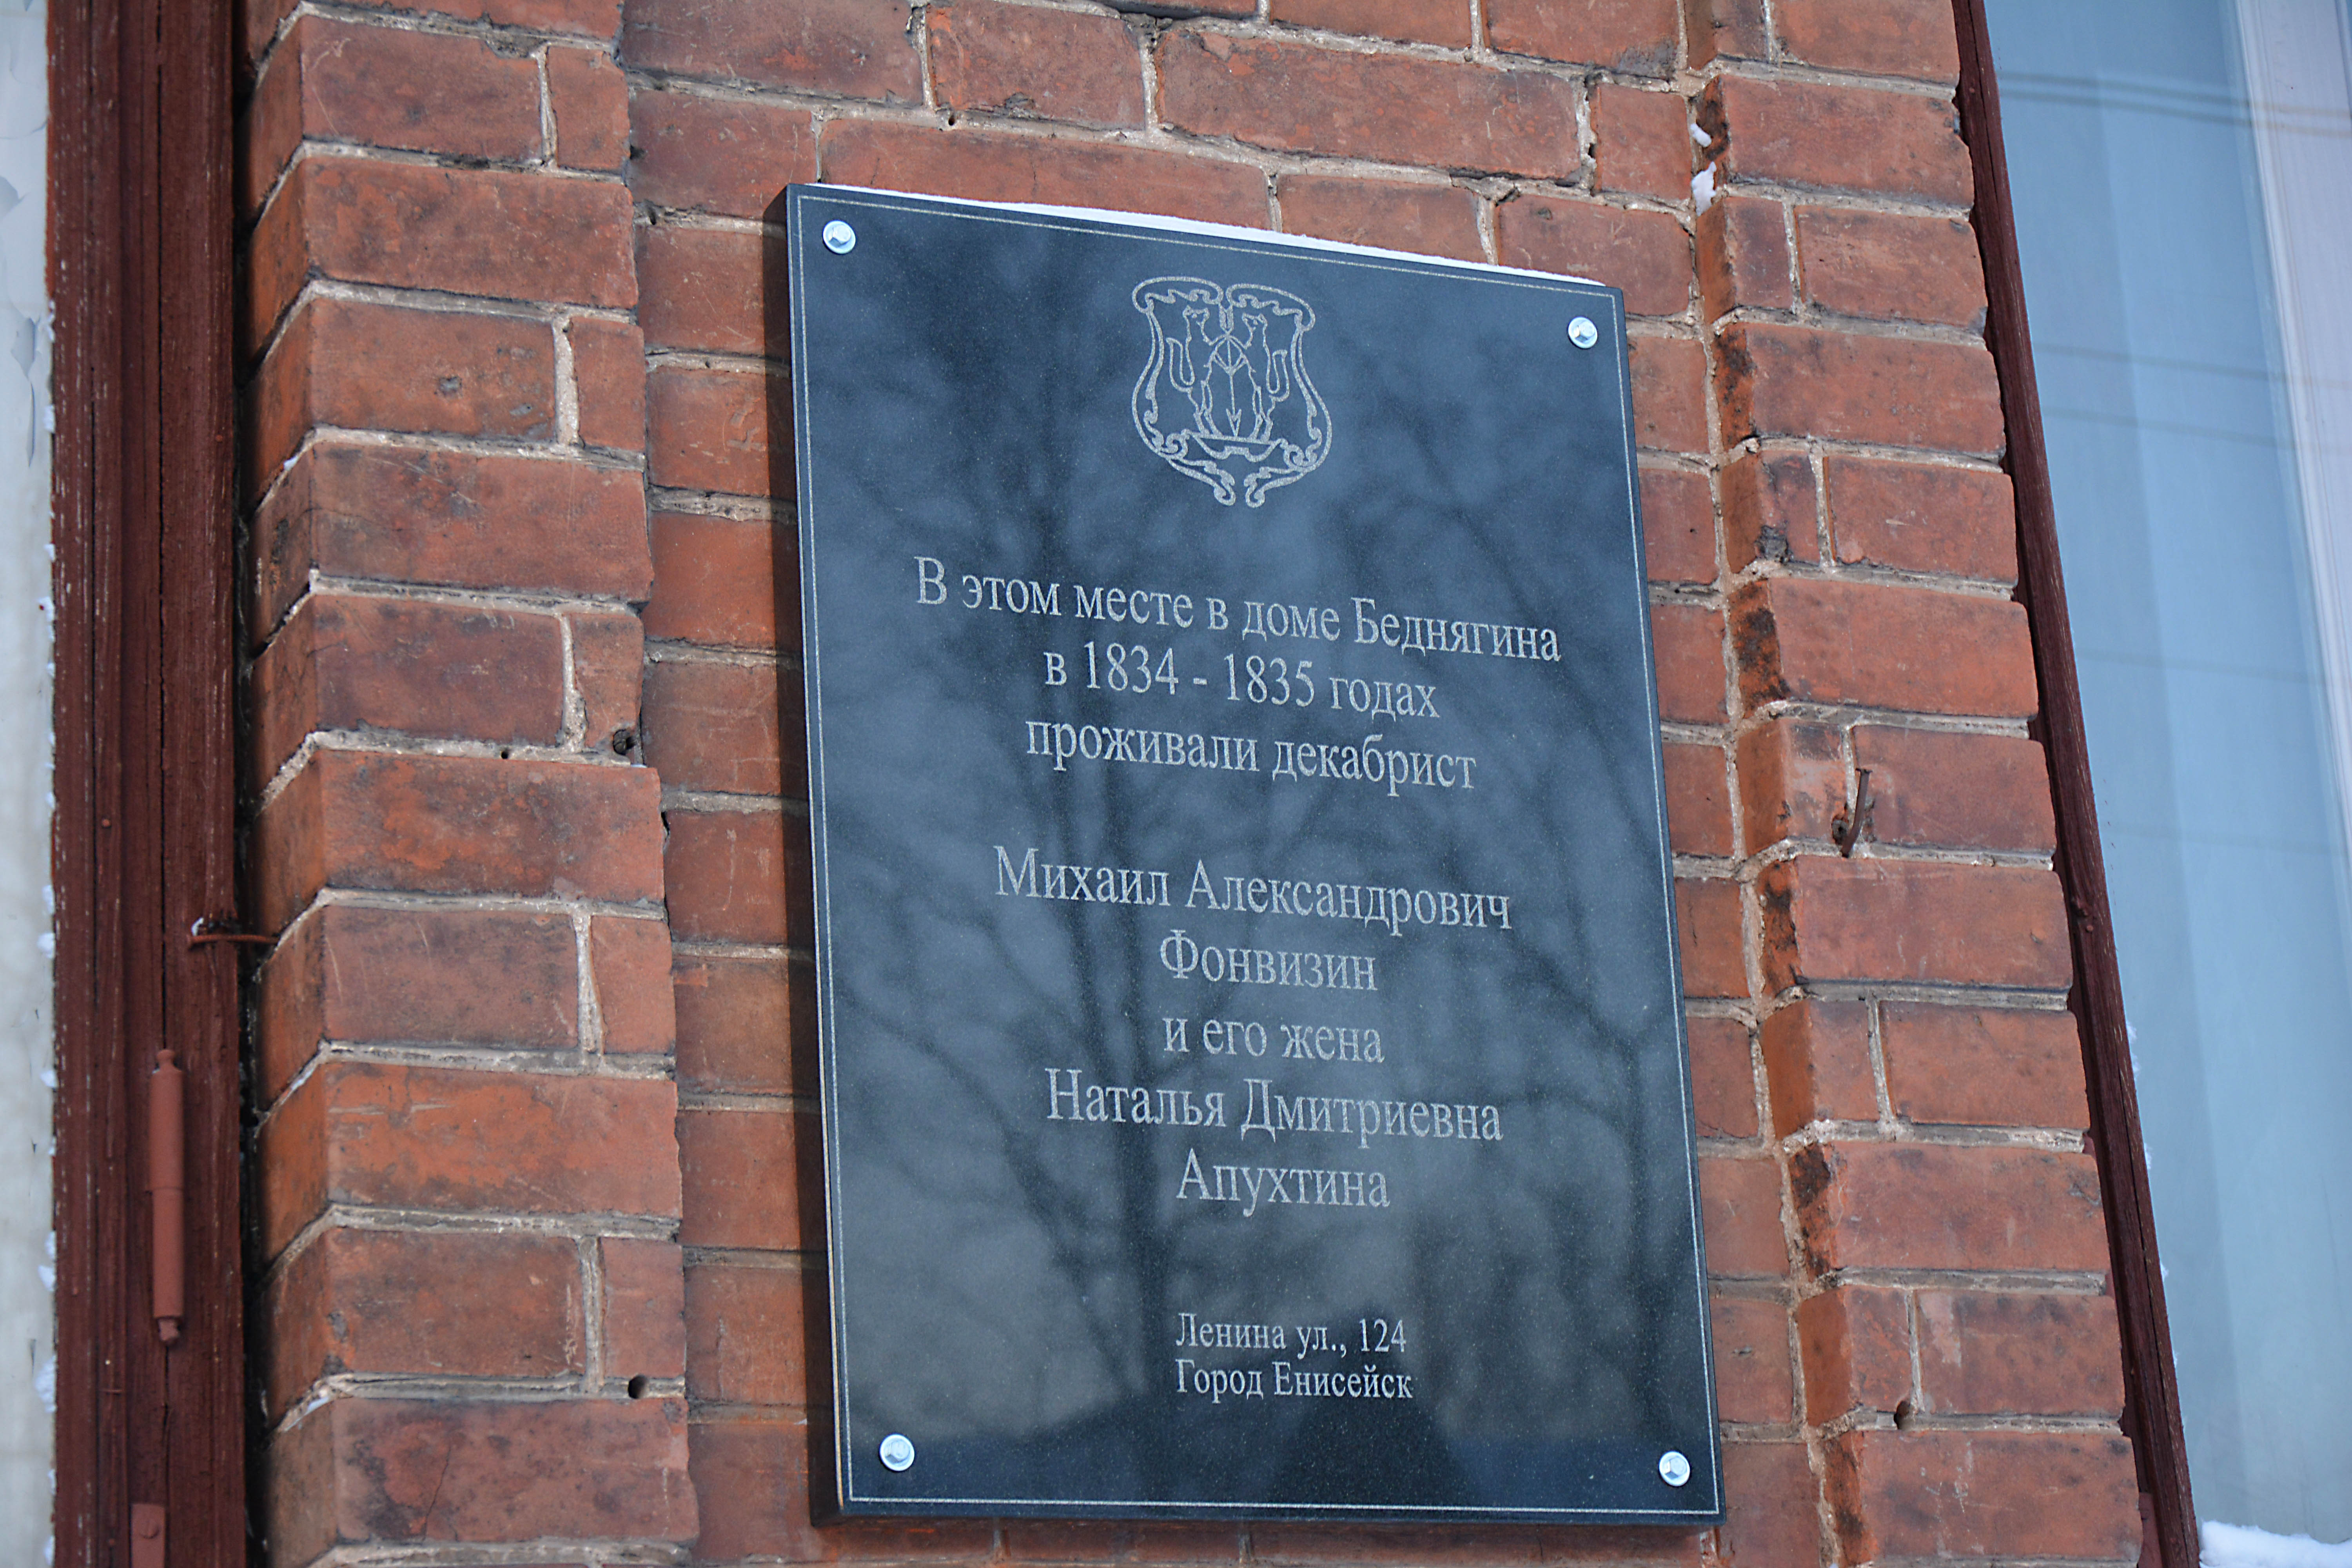 В этом месте в доме Беднягина
в 1834 - 1835 годах
проживали декабрист
Михаил Александрович
Фонвизин
и его жена
Наталья Дмитриевна
Апухтина
Ленина ул., 124
Город Енисейск